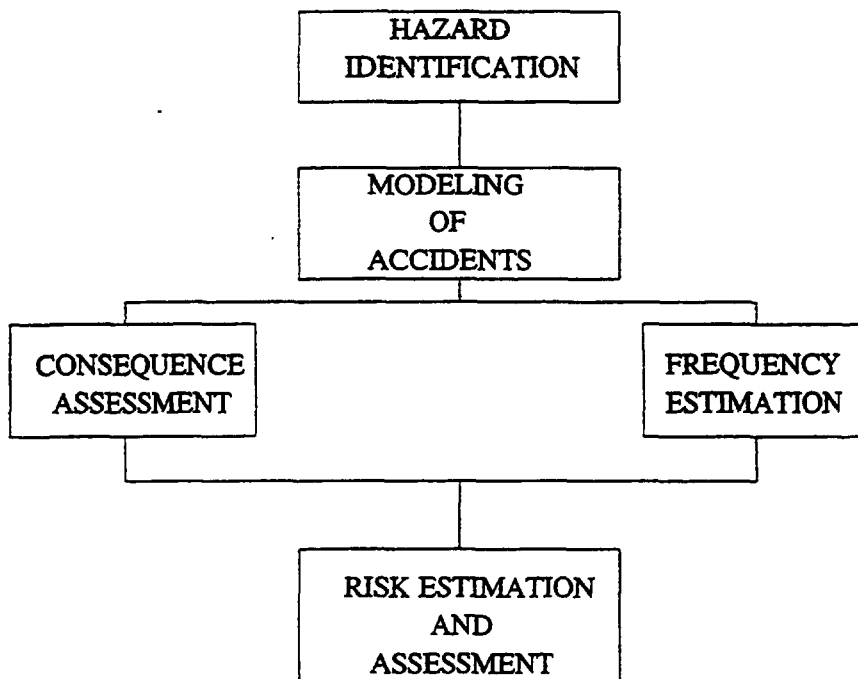 HAZARD
IDENTIFICATION
MODELING
OF
ACCIDENTS
CONSEQUENCE
ASSESSMENT
FREQUENCY
ESTIMATION
RISK ESTIMATION
AND
ASSESSMENT